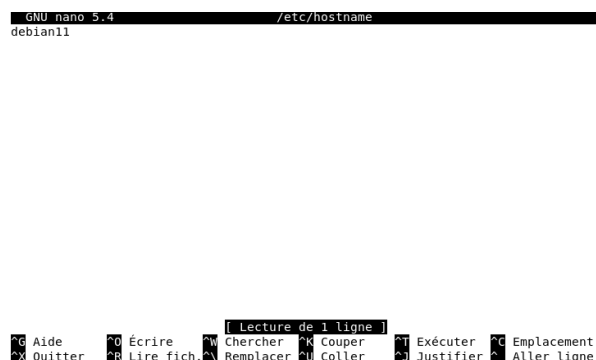 GNU nano 5.4 /etc/hostname
debian11
[ Lecture de 1 ligne ]
^G Aide ^O Écrire ^W Chercher ^K Couper ^T Exécuter ^C Emplacement
^X Quitter ^R Lire fich. ^\ Remplacer ^U Coller ^J Justifier ^_ Aller ligne